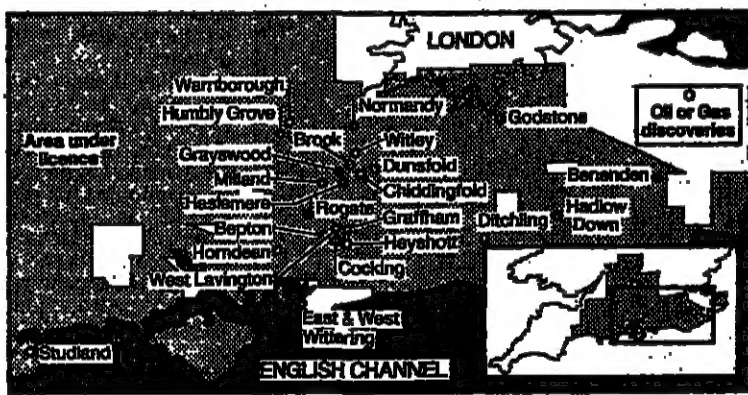 LONDON
Warnborough
Humbly Grove
Normandy
Godstone
Oil or Gas
discoveries
Area under
licence
Brook
Witley
Grayswood
Dunsfold
Milland
Chiddingfold
Benenden
Haslemere
Rogate
Graffham
Ditchling
Hadlow
Down
Bepton
Heyshott
Horndean
Cocking
West Lavington
East & West
Wittering
Studland
ENGLISH CHANNEL